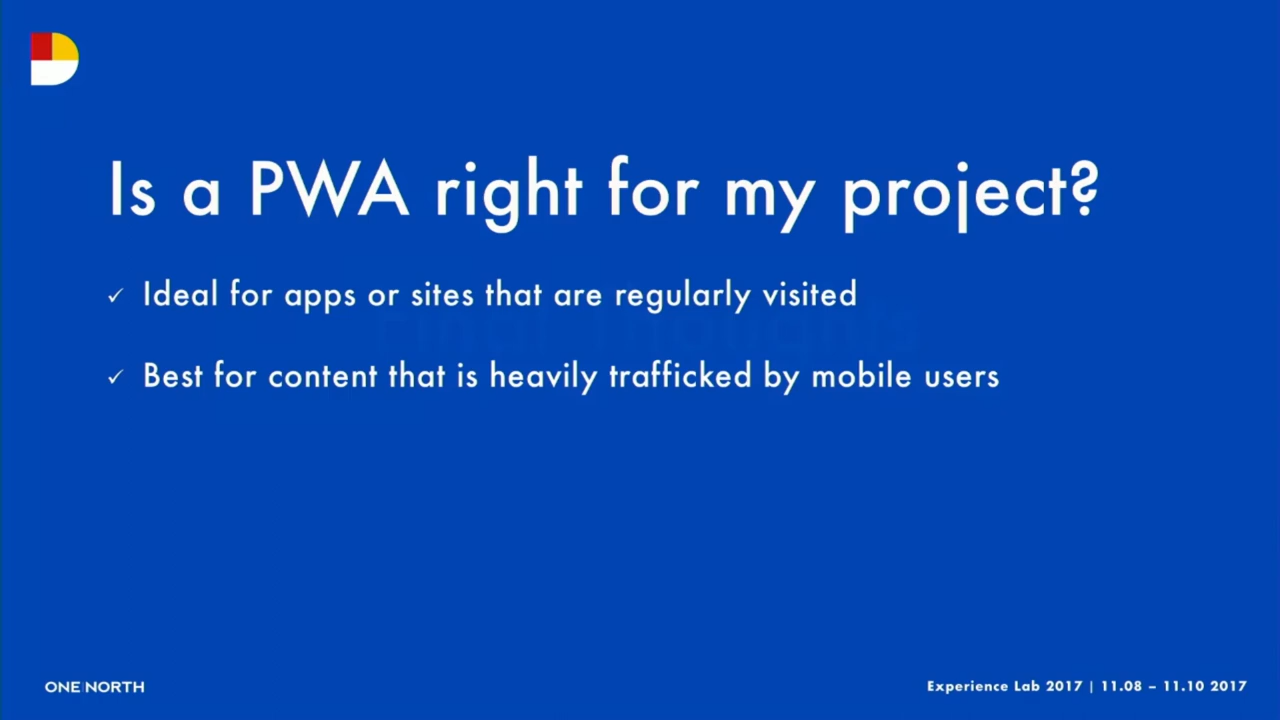 Is a PWA right for my project?
✓ Ideal for apps or sites that are regularly visited
✓ Best for content that is heavily trafficked by mobile users
ONE NORTH
Experience Lab 2017 | 11.08 – 11.10 2017